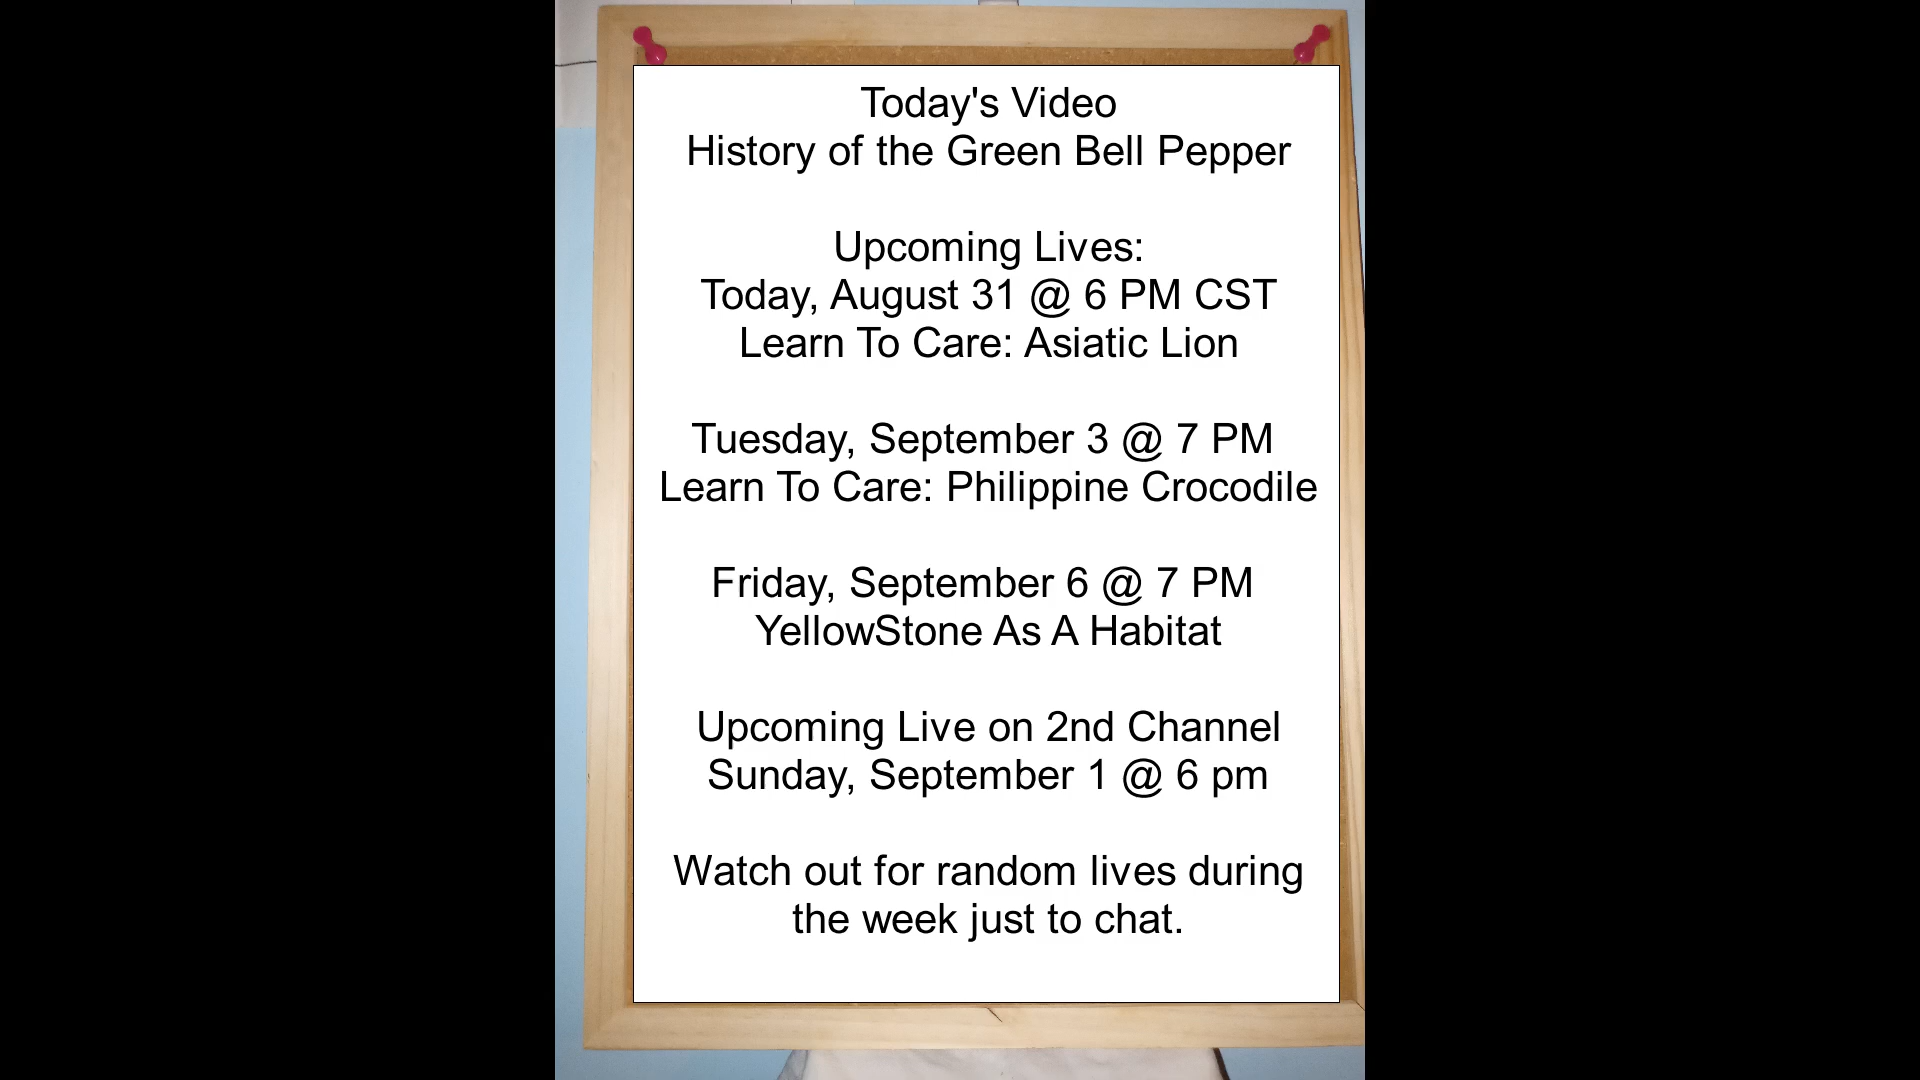 Today's Video
History of the Green Bell Pepper
Upcoming Lives:
Today, August 31 @ 6 PM CST
Learn To Care: Asiatic Lion
Tuesday, September 3 @ 7 PM
Learn To Care: Philippine Crocodile
Friday, September 6 @ 7 PM
YellowStone As A Habitat
Upcoming Live on 2nd Channel
Sunday, September 1 @ 6 pm
Watch out for random lives during
the week just to chat.